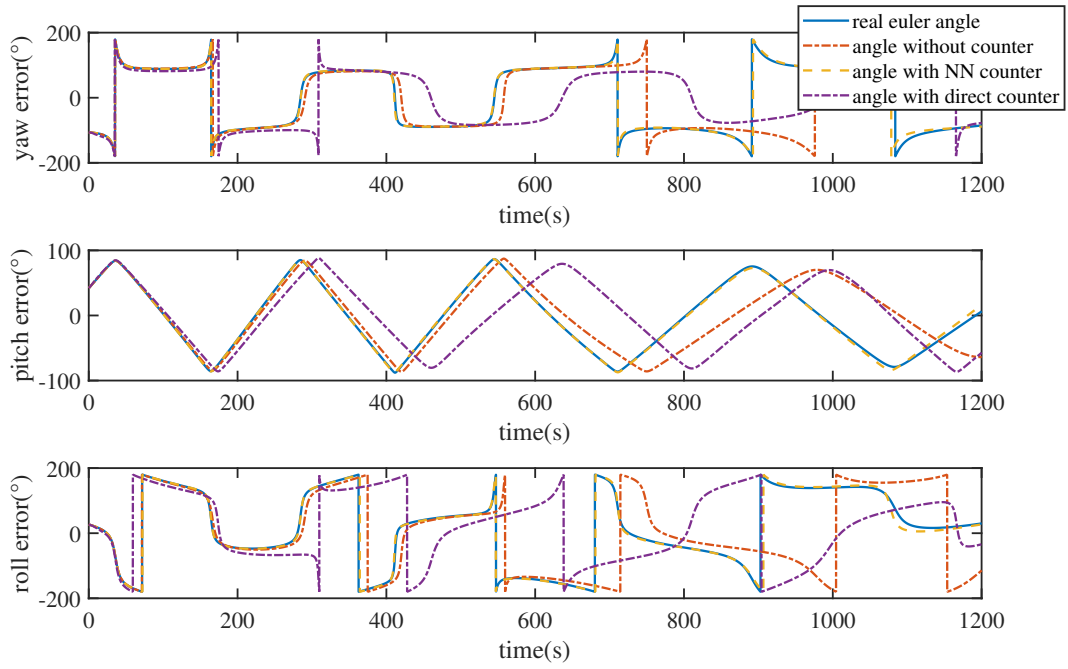 real euler angle
angle without counter
angle with NN counter
angle with direct counter
yaw error(°)
200
0
-200
0 200 400 600 800 1000 1200
time(s)
pitch error(°)
100
0
-100
0 200 400 600 800 1000 1200
time(s)
roll error(°)
200
0
-200
0 200 400 600 800 1000 1200
time(s)